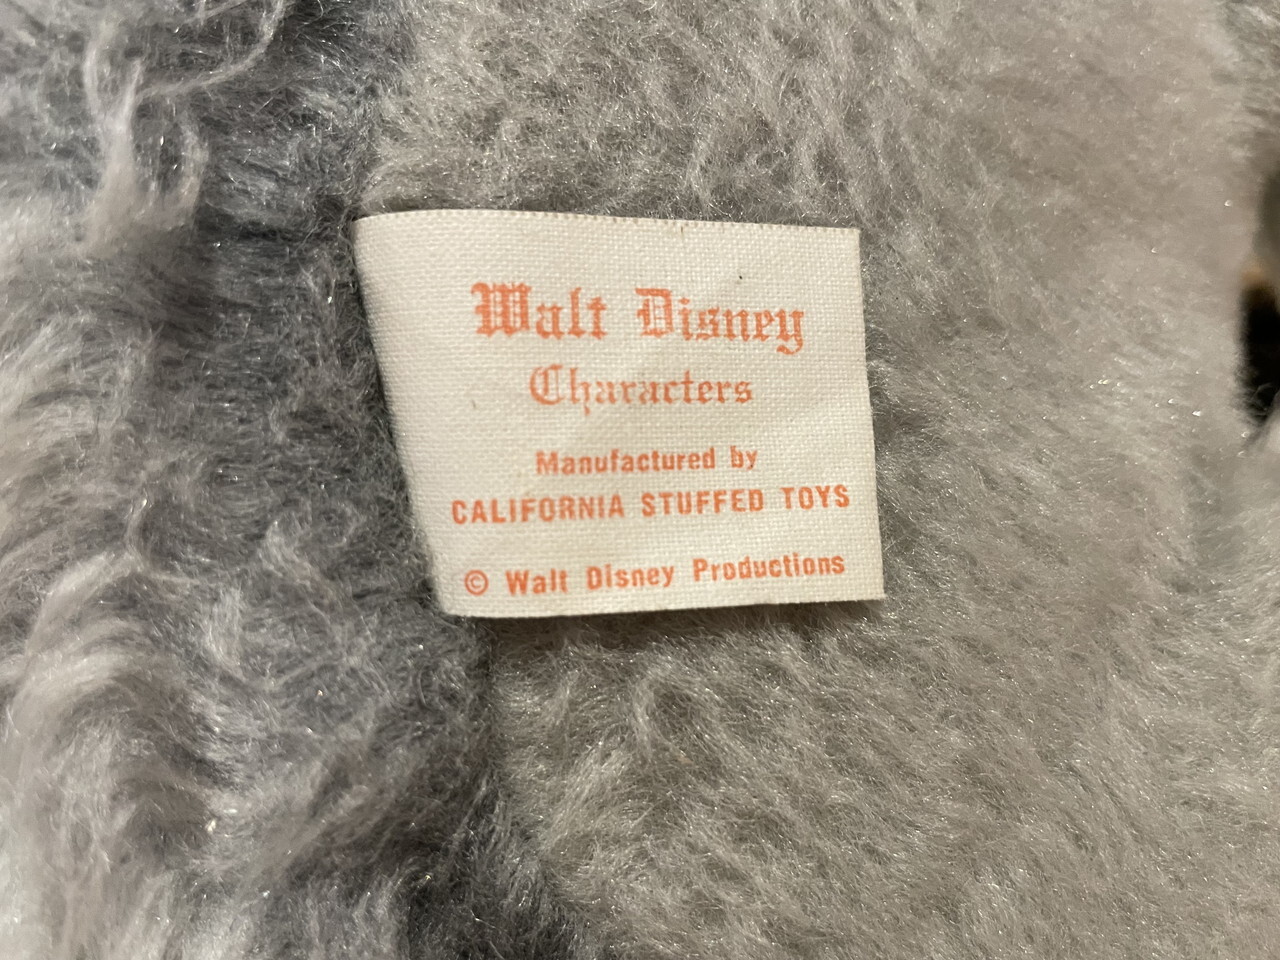 Walt Disney
Characters
Manufactured by
CALIFORNIA STUFFED TOYS
© Walt Disney Productions